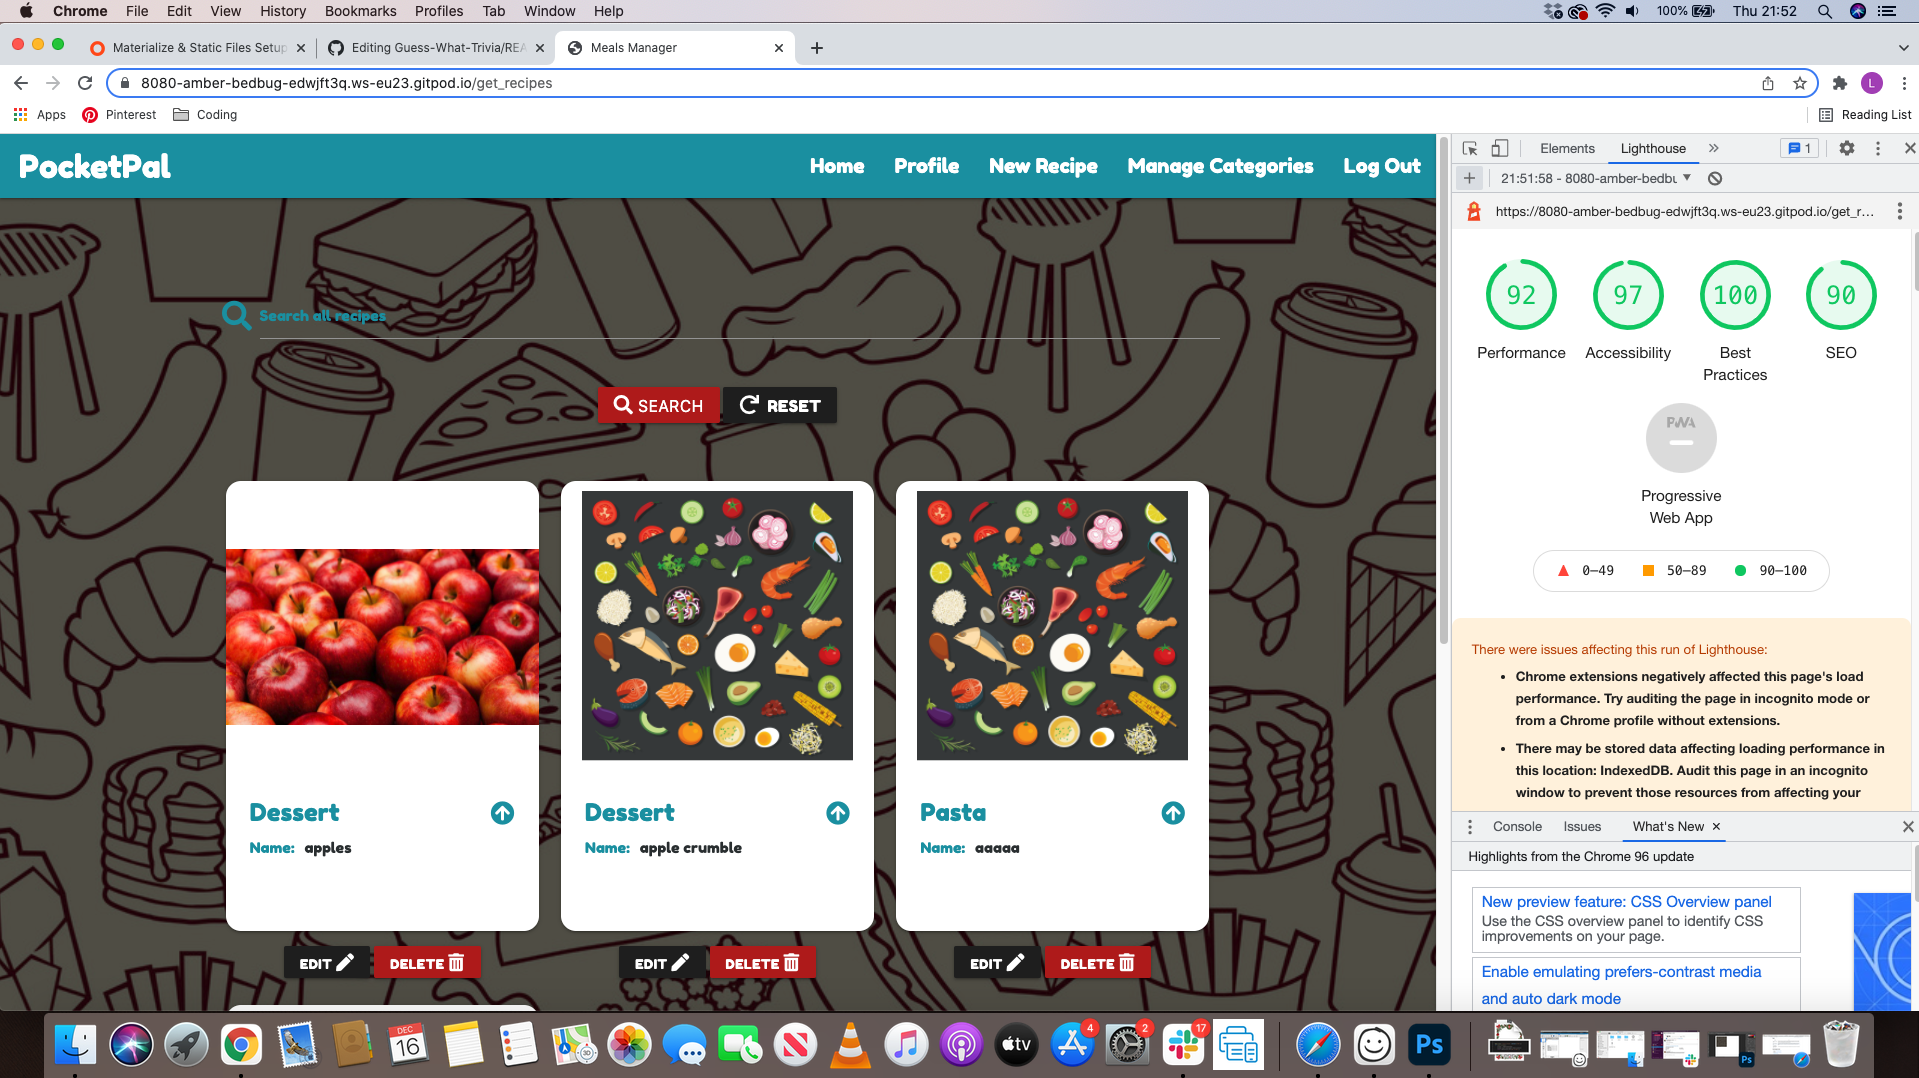 Chrome File Edit View History Bookmarks Profiles Tab Window Help 100% Thu 21:52
Materialize & Static Files Setup Editing Guess-What-Trivia/REA Meals Manager
8080-amber-bedbug-edwjft3q.ws-eu23.gitpod.io/get_recipes L
Apps Pinterest Coding Reading List
PocketPal Home Profile New Recipe Manage Categories Log Out
Search all recipes
SEARCH RESET
Dessert
Name: apples
EDIT DELETE
Dessert
Name: apple crumble
EDIT DELETE
Pasta
Name: aaaaa
EDIT DELETE
Elements Lighthouse 1
21:51:58 - 8080-amber-bedbu
https://8080-amber-bedbug-edwjft3q.ws-eu23.gitpod.io/get_r...
92 97 100 90
Performance Accessibility Best Practices SEO
PWA
Progressive
Web App
0–49 50–89 90–100
There were issues affecting this run of Lighthouse:
Chrome extensions negatively affected this page's load
performance. Try auditing the page in incognito mode or
from a Chrome profile without extensions.
There may be stored data affecting loading performance in
this location: IndexedDB. Audit this page in an incognito
window to prevent those resources from affecting your
Console Issues What's New
Highlights from the Chrome 96 update
New preview feature: CSS Overview panel
Use the CSS overview panel to identify CSS
improvements on your page.
Enable emulating prefers-contrast media
and auto dark mode
DEC
16
3D
tv
4
2
17
Ps
Ps